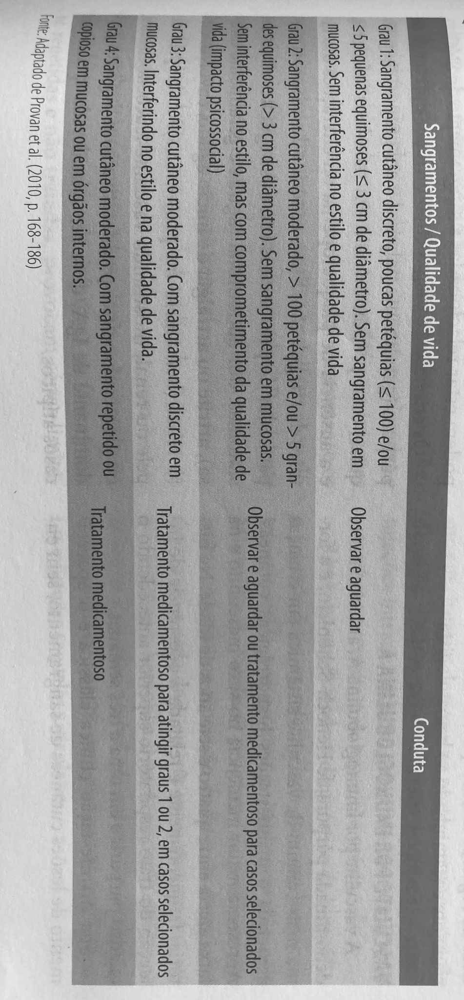 Sangramentos / Qualidade de vida
Conduta
Grau 1: Sangramento cutâneo discreto, poucas petéquias (≤ 100) e/ou
≤ 5 pequenas equimoses (≤ 3 cm de diâmetro). Sem sangramento em
mucosas. Sem interferência no estilo e qualidade de vida
Observar e aguardar
Grau 2: Sangramento cutâneo moderado, > 100 petéquias e/ou > 5 gran-
des equimoses (> 3 cm de diâmetro). Sem sangramento em mucosas.
Sem interferência no estilo, mas com comprometimento da qualidade de
vida (impacto psicossocial)
Observar e aguardar ou tratamento medicamentoso para casos selecionados
Grau 3: Sangramento cutâneo moderado. Com sangramento discreto em
mucosas. Interferindo no estilo e na qualidade de vida.
Tratamento medicamentoso para atingir graus 1 ou 2, em casos selecionados
Grau 4: Sangramento cutâneo moderado. Com sangramento repetido ou
copioso em mucosas ou em órgãos internos.
Tratamento medicamentoso
Fonte: Adaptado de Provan et al. (2010, p. 168-186)